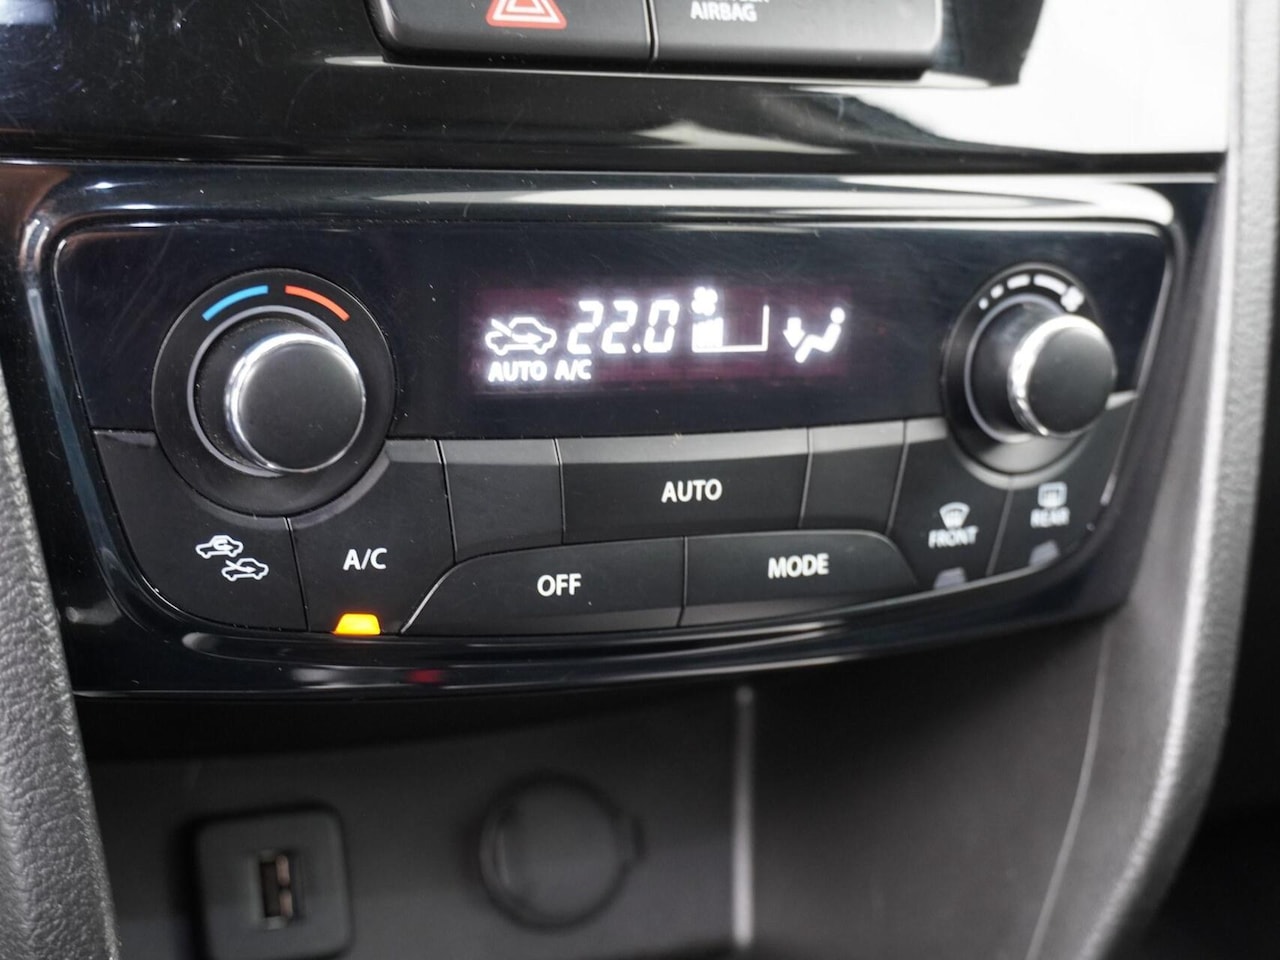 AIRBAG
22.0
AUTO A/C
AUTO
A/C
OFF
MODE
FRONT
REAR